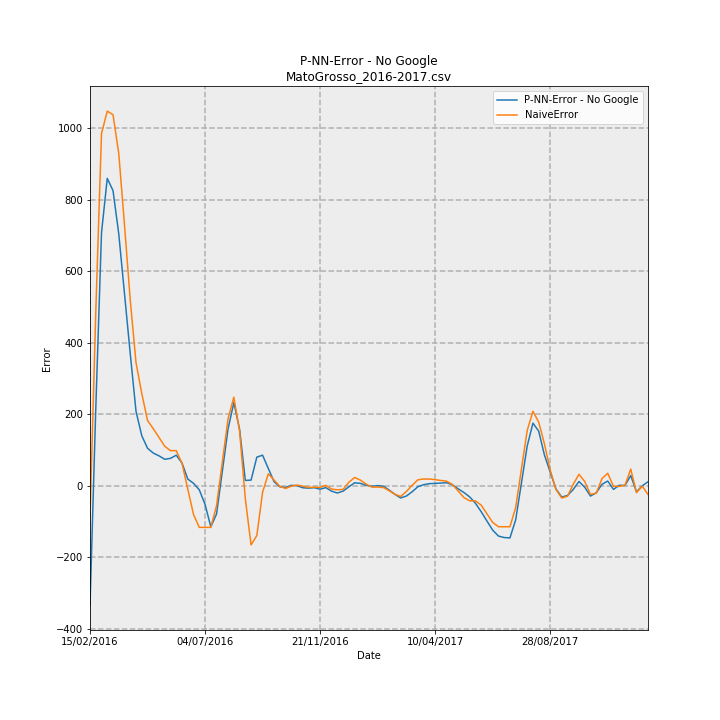 P-NN-Error - No Google
MatoGrosso_2016-2017.csv
P-NN-Error - No Google
NaiveError
1000
800
600
400
200
0
−200
−400
Error
15/02/2016
04/07/2016
21/11/2016
10/04/2017
28/08/2017
Date